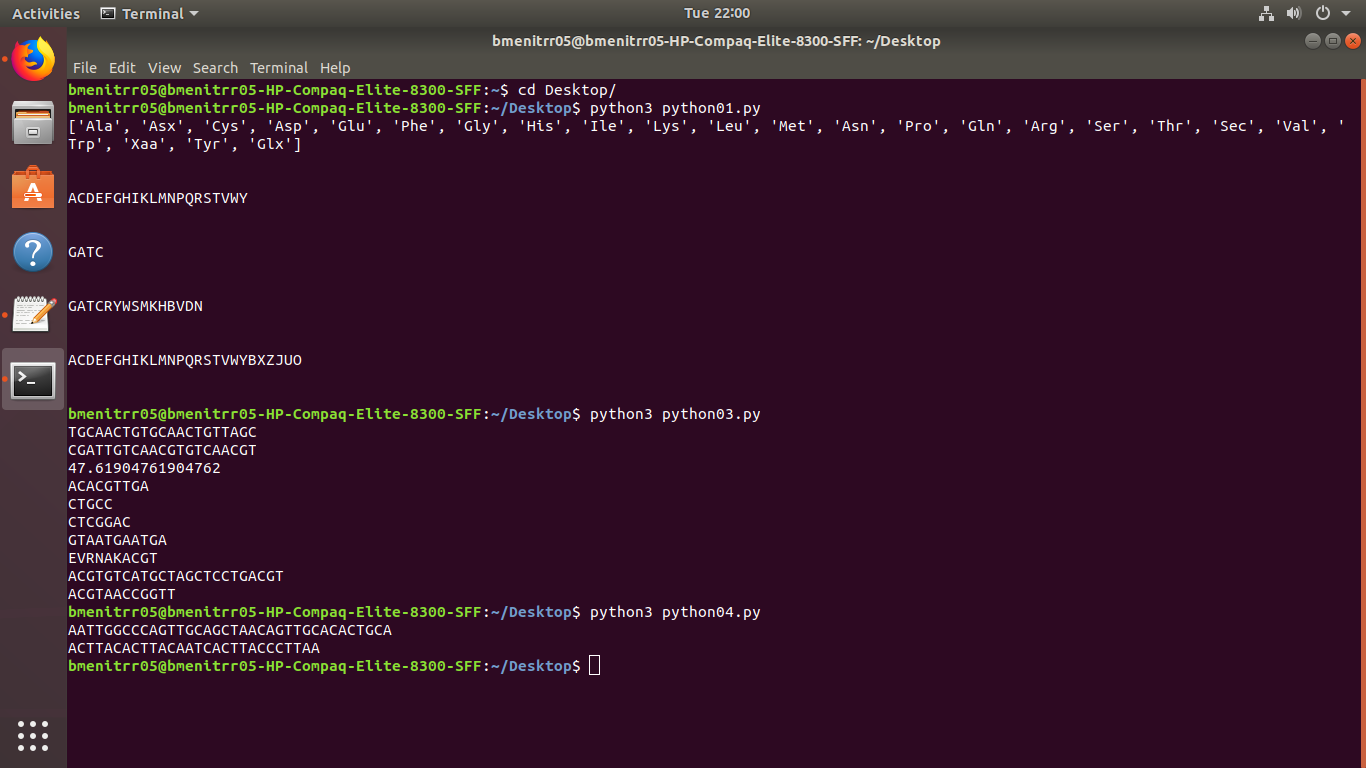 Activities Terminal Tue 22:00
bmenitrr05@bmenitrr05-HP-Compaq-Elite-8300-SFF: ~/Desktop
File Edit View Search Terminal Help
bmenitrr05@bmenitrr05-HP-Compaq-Elite-8300-SFF:~$ cd Desktop/
bmenitrr05@bmenitrr05-HP-Compaq-Elite-8300-SFF:~/Desktop$ python3 python01.py
['Ala', 'Asx', 'Cys', 'Asp', 'Glu', 'Phe', 'Gly', 'His', 'Ile', 'Lys', 'Leu', 'Met', 'Asn', 'Pro', 'Gln', 'Arg', 'Ser', 'Thr', 'Sec', 'Val', '
Trp', 'Xaa', 'Tyr', 'Glx']
ACDEFGHIKLMNPQRSTVWY
GATC
GATCRYWSMKHBVDN
ACDEFGHIKLMNPQRSTVWYBXZJUO
bmenitrr05@bmenitrr05-HP-Compaq-Elite-8300-SFF:~/Desktop$ python3 python03.py
TGCAACTGTGCAACTGTTAGC
CGATTGTCAACGTGTCAACGT
47.61904761904762
ACACGTTGA
CTGCC
CTCGGAC
GTAATGAATGA
EVRNAKACGT
ACGTGTCATGCTAGCTCCTGACGT
ACGTAACCGGTT
bmenitrr05@bmenitrr05-HP-Compaq-Elite-8300-SFF:~/Desktop$ python3 python04.py
AATTGGCCCAGTTGCAGCTAACAGTTGCACACTGCA
ACTTACACTTACAATCACTTACCCTTAA
bmenitrr05@bmenitrr05-HP-Compaq-Elite-8300-SFF:~/Desktop$